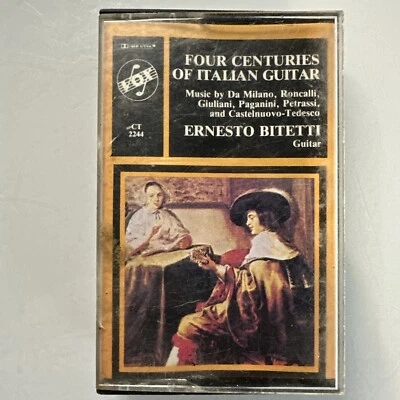 VOX
FOUR CENTURIES
OF ITALIAN GUITAR
Music by Da Milano, Roncalli,
Giuliani, Paganini, Petrassi,
and Castelnuovo-Tedesco
CT
2244
ERNESTO BITETTI
Guitar